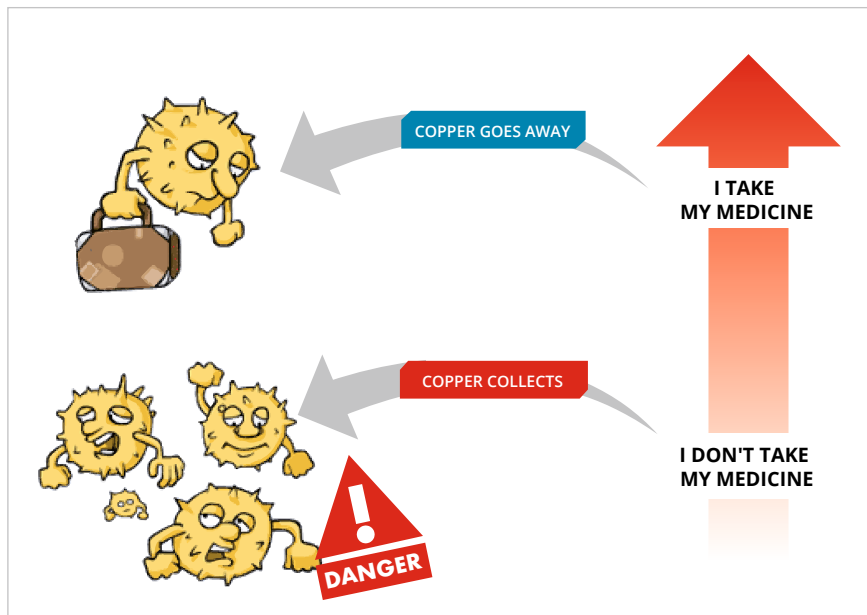 COPPER GOES AWAY
I TAKE
MY MEDICINE
COPPER COLLECTS
I DON'T TAKE
MY MEDICINE
DANGER